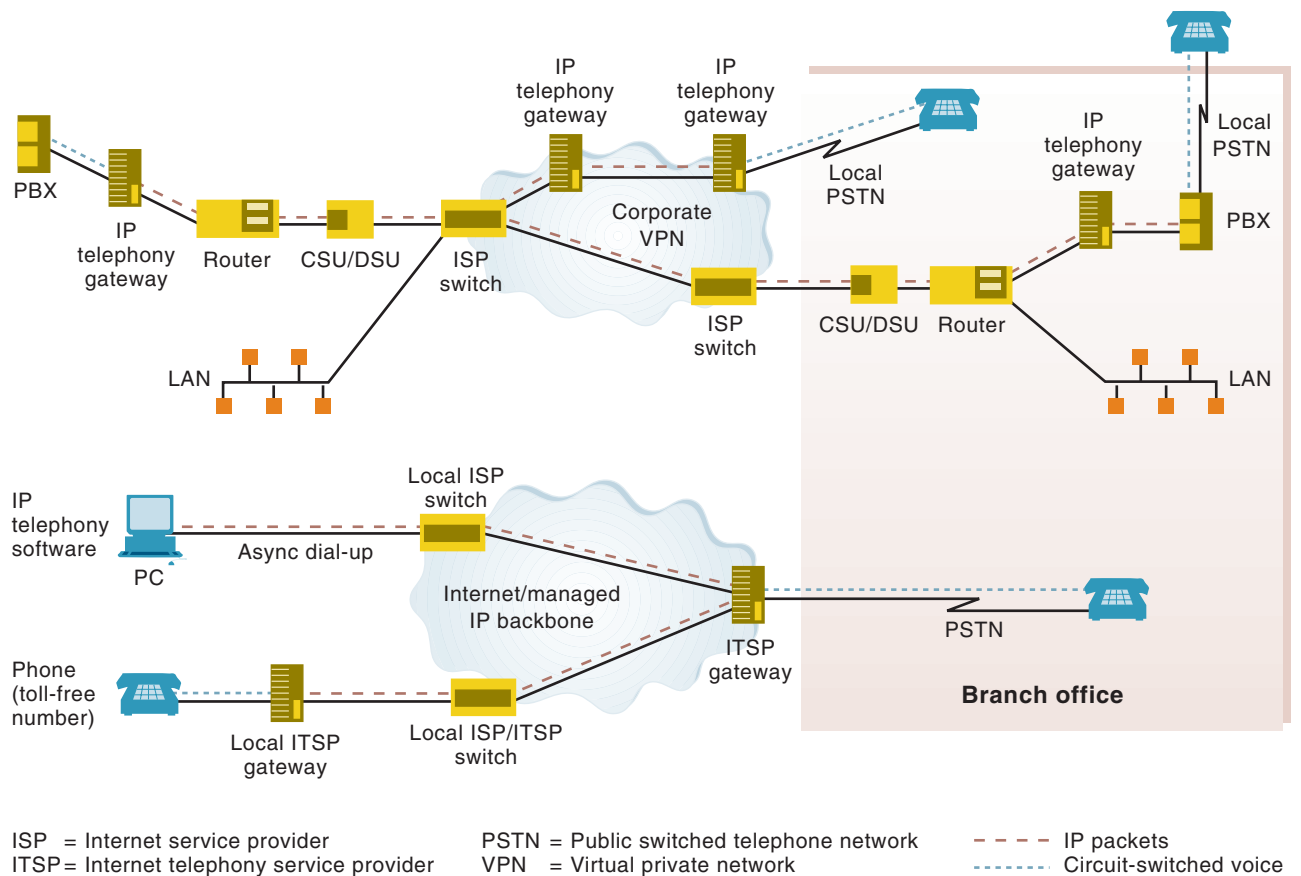 IP
telephony
gateway
IP
telephony
gateway
IP
telephony
gateway
Local
PSTN
PBX
IP
telephony
gateway
Router
CSU/DSU
ISP
switch
Corporate
VPN
Local
PSTN
PBX
ISP
switch
CSU/DSU
Router
LAN
LAN
Local ISP
switch
IP
telephony
software
PC
Async dial-up
Internet/managed
IP backbone
ITSP
gateway
PSTN
Phone
(toll-free
number)
Local ITSP
gateway
Local ISP/ITSP
switch
Branch office
ISP = Internet service provider
ITSP = Internet telephony service provider
PSTN = Public switched telephone network
VPN = Virtual private network
IP packets
Circuit-switched voice